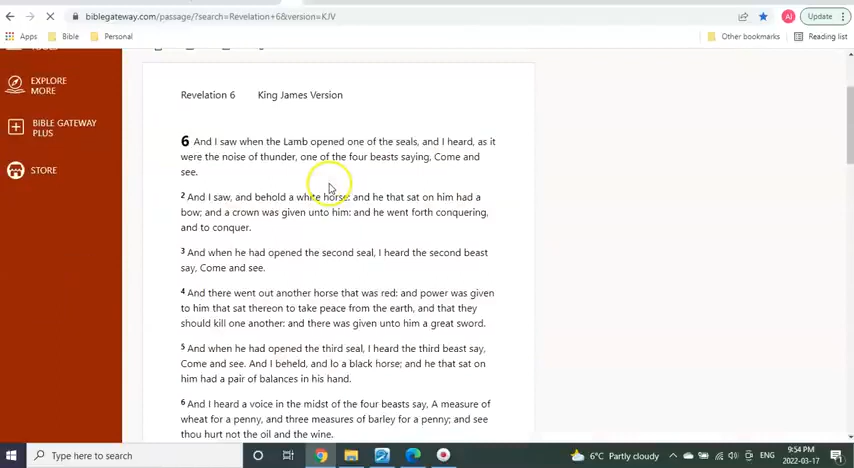 biblegateway.com/passage/?search=Revelation+6&version=KJV
AI
Update
Apps
Bible
Personal
Other bookmarks
Reading list
EXPLORE
MORE
BIBLE GATEWAY
PLUS
STORE
Revelation 6 King James Version
6 And I saw when the Lamb opened one of the seals, and I heard, as it
were the noise of thunder, one of the four beasts saying, Come and
see.
2 And I saw, and behold a white horse: and he that sat on him had a
bow; and a crown was given unto him: and he went forth conquering,
and to conquer.
3 And when he had opened the second seal, I heard the second beast
say, Come and see.
4 And there went out another horse that was red: and power was given
to him that sat thereon to take peace from the earth, and that they
should kill one another: and there was given unto him a great sword.
5 And when he had opened the third seal, I heard the third beast say,
Come and see. And I beheld, and lo a black horse; and he that sat on
him had a pair of balances in his hand.
6 And I heard a voice in the midst of the four beasts say, A measure of
wheat for a penny, and three measures of barley for a penny; and see
thou hurt not the oil and the wine.
Type here to search
6°C Partly cloudy
ENG
9:54 PM
2022-03-17